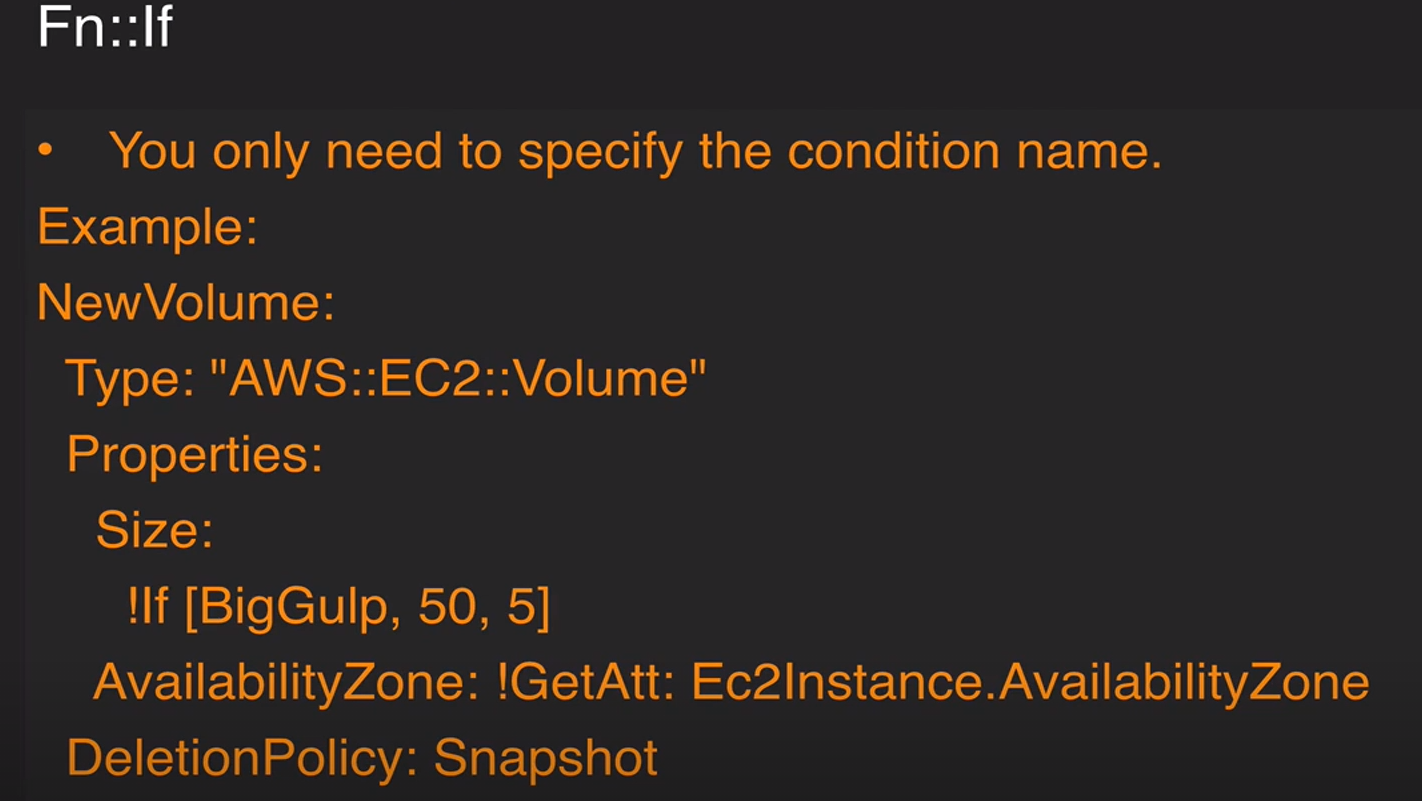 Fn::If
• You only need to specify the condition name.
Example:
NewVolume:
Type: "AWS::EC2::Volume"
Properties:
Size:
!If [BigGulp, 50, 5]
AvailabilityZone: !GetAtt: Ec2Instance.AvailabilityZone
DeletionPolicy: Snapshot